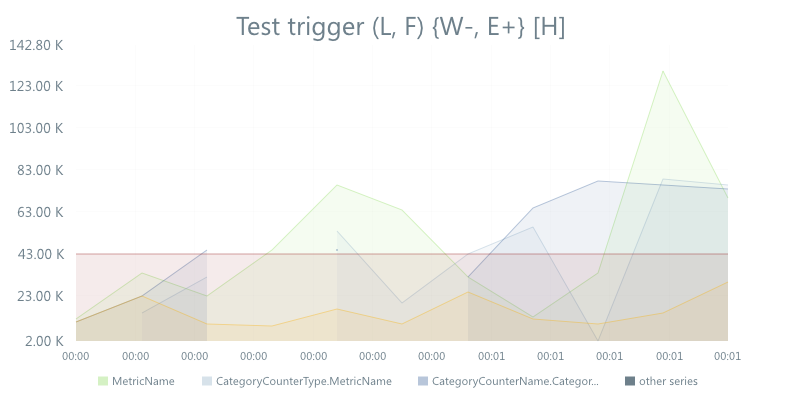 Test trigger (L, F) {W-, E+} [H]
142.80 K
123.00 K
103.00 K
83.00 K
63.00 K
43.00 K
23.00 K
2.00 K
00:00 00:00 00:00 00:00 00:00 00:00 00:00 00:01 00:01 00:01 00:01 00:01
MetricName CategoryCounterType.MetricName CategoryCounterName.Categor... other series